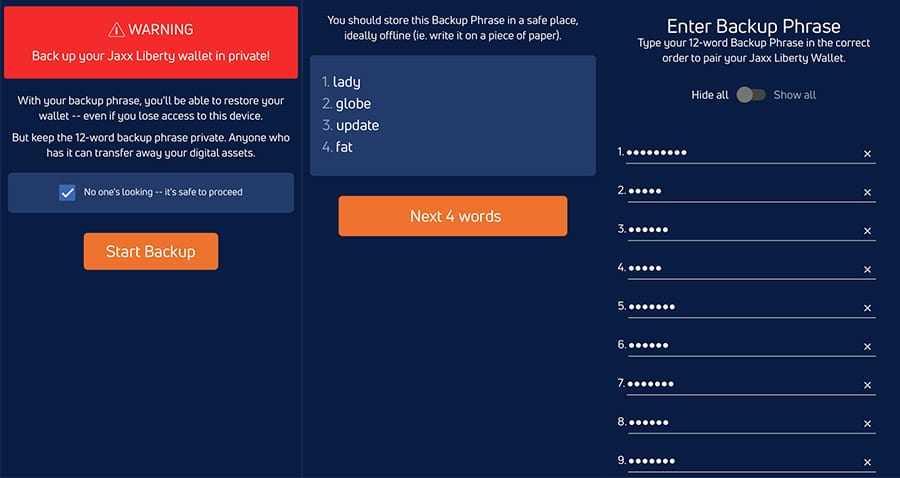 WARNING
Back up your Jaxx Liberty wallet in private!
With your backup phrase, you'll be able to restore your
wallet -- even if you lose access to this device.
But keep the 12-word backup phrase private. Anyone who
has it can transfer away your digital assets.
No one's looking -- it's safe to proceed
Start Backup
You should store this Backup Phrase in a safe place,
ideally offline (ie. write it on a piece of paper).
1. lady
2. globe
3. update
4. fat
Next 4 words
Enter Backup Phrase
Type your 12-word Backup Phrase in the correct
order to pair your Jaxx Liberty Wallet.
Hide all Show all
1. ●●●●●●●●● ×
2. ●●●●● ×
3. ●●●●●● ×
4. ●●●●● ×
5. ●●●●●●● ×
6. ●●●●●● ×
7. ●●●●●●● ×
8. ●●●●●● ×
9. ●●●●●●● ×